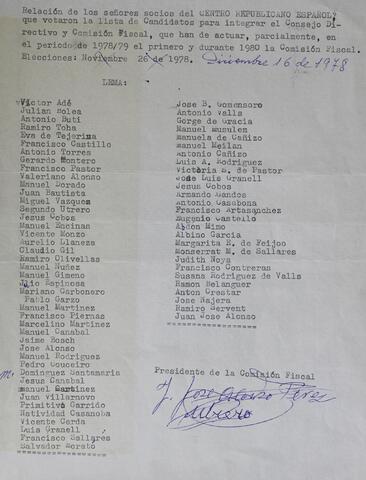 Relación de los señores socios del CENTRO REPUBLICANO ESPAÑOL,
que votaron la lista de Candidatos para integrar el Consejo Di-
rectivo y Comisión Fiscal, que han de actuar, parcialmente, en
el período de 1978/79 el primero y durante 1980 la Comisión Fiscal.
Elecciones: Noviembre 26 de 1978. Diciembre 16 de 1978
LEMA:
Victor Adé
Julian Bolea
Antonio Buti
Ramiro Toha
Eva de Tejerina
Francisco Castillo
Antonio Torres
Gerardo Montero
Francisco Pastor
Valeriano Alonso
Manuel Dorado
Juan Bautista
Miguel Vazquez
Segundo Utrero
Jesus Cobos
Manuel Encinas
Vicente Monzo
Aurelio Llaneza
Claudio Gil
Ramiro Olivellas
Manuel Nuñez
Manuel Gimeno
Julio Espinosa
Mariano Carbonero
Pablo Garzo
Manuel Martinez
Francisco Piernas
Marcelino Martinez
Manuel Canabal
Jaime Bosch
Jose Alonso
Manuel Rodriguez
Pedro Couceiro
M. Dominguez Santamaria
Jesus Canabal
manuel Martinez
Juan Villarnovo
Primitivo Garrido
Natividad Casanoba
Vicente Cerda
Luis Granell
Francisco Sallares
Salvador Morato
Jose B. Gomensoro
Antonio Valls
Gorge de Gracia
Manuel Musulen
Manuela de Cañizo
manuel Meilan
Antonio Cañizo
Luis A. Rodriguez
Victoria S. de Pastor
Jose Luis Granell
Jesus Cobos
Armando Bandos
Antonio Casabona
Francisco Artasanchez
Eugenio Castello
Aldon Mimo
Albino Garcia
Margarita R. de Feijoo
Monserrat M. de Sallares
Judith Noya
Francisco Contreras
Susana Rodriguez de Valls
Ramon Belanguer
Anton Crestar
Jose Najera
Ramiro Servent
Juan Jose Alonso
Presidente de la Comisión Fiscal